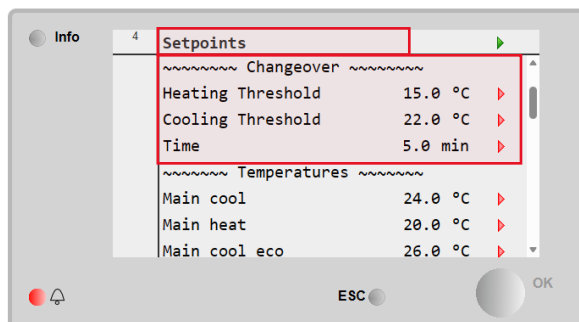 Info
4
Setpoints
~~~~~~~~ Changeover ~~~~~~~~
Heating Threshold 15.0 °C
Cooling Threshold 22.0 °C
Time 5.0 min
~~~~~~~ Temperatures ~~~~~~~
Main cool 24.0 °C
Main heat 20.0 °C
Main cool eco 26.0 °C
ESC
OK